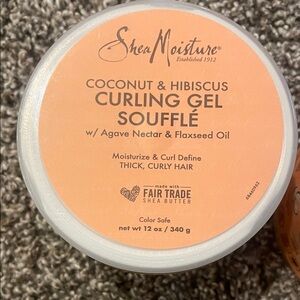 SheaMoisture®
Established 1912
COCONUT & HIBISCUS
CURLING GEL
SOUFFLÉ
w/ Agave Nectar & Flaxseed Oil
Moisturize & Curl Define
THICK, CURLY HAIR
made with
FAIR TRADE
SHEA BUTTER
Color Safe
net wt 12 oz / 340 g